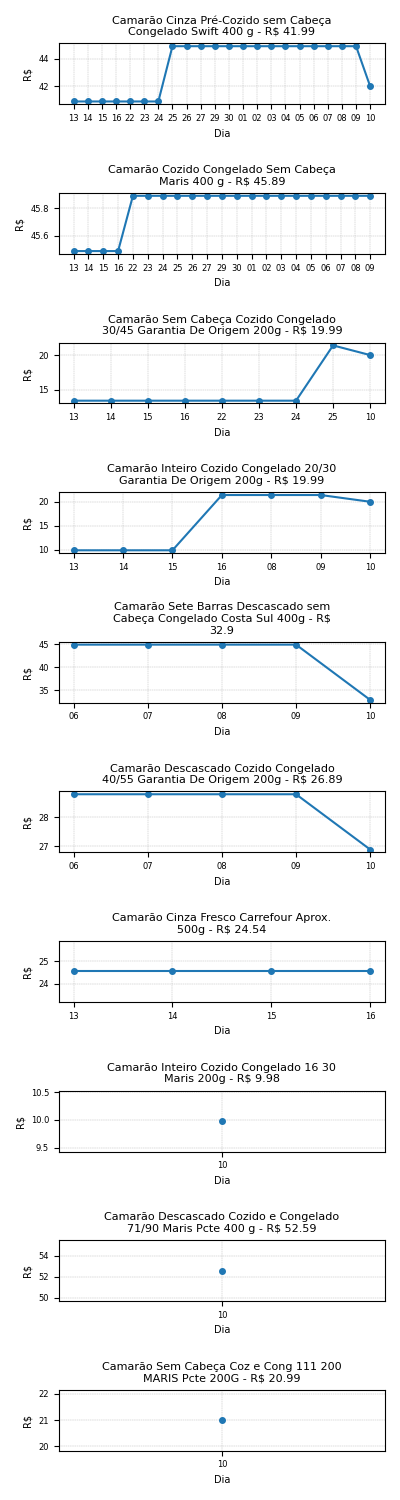 Camarão Cinza Pré-Cozido sem Cabeça
Congelado Swift 400 g - R$ 41.99
R$
44
42
13 14 15 16 22 23 24 25 26 27 29 30 01 02 03 04 05 06 07 08 09 10
Dia
Camarão Cozido Congelado Sem Cabeça
Maris 400 g - R$ 45.89
R$
45.8
45.6
13 14 15 16 22 23 24 25 26 27 29 30 01 02 03 04 05 06 07 08 09
Dia
Camarão Sem Cabeça Cozido Congelado
30/45 Garantia De Origem 200g - R$ 19.99
R$
20
15
13 14 15 16 22 23 24 25 10
Dia
Camarão Inteiro Cozido Congelado 20/30
Garantia De Origem 200g - R$ 19.99
R$
20
15
10
13 14 15 16 08 09 10
Dia
Camarão Sete Barras Descascado sem
Cabeça Congelado Costa Sul 400g - R$
32.9
R$
45
40
35
06 07 08 09 10
Dia
Camarão Descascado Cozido Congelado
40/55 Garantia De Origem 200g - R$ 26.89
R$
28
27
06 07 08 09 10
Dia
Camarão Cinza Fresco Carrefour Aprox.
500g - R$ 24.54
R$
25
24
13 14 15 16
Dia
Camarão Inteiro Cozido Congelado 16 30
Maris 200g - R$ 9.98
R$
10.5
10.0
9.5
10
Dia
Camarão Descascado Cozido e Congelado
71/90 Maris Pcte 400 g - R$ 52.59
R$
54
52
50
10
Dia
Camarão Sem Cabeça Coz e Cong 111 200
MARIS Pcte 200G - R$ 20.99
R$
22
21
20
10
Dia